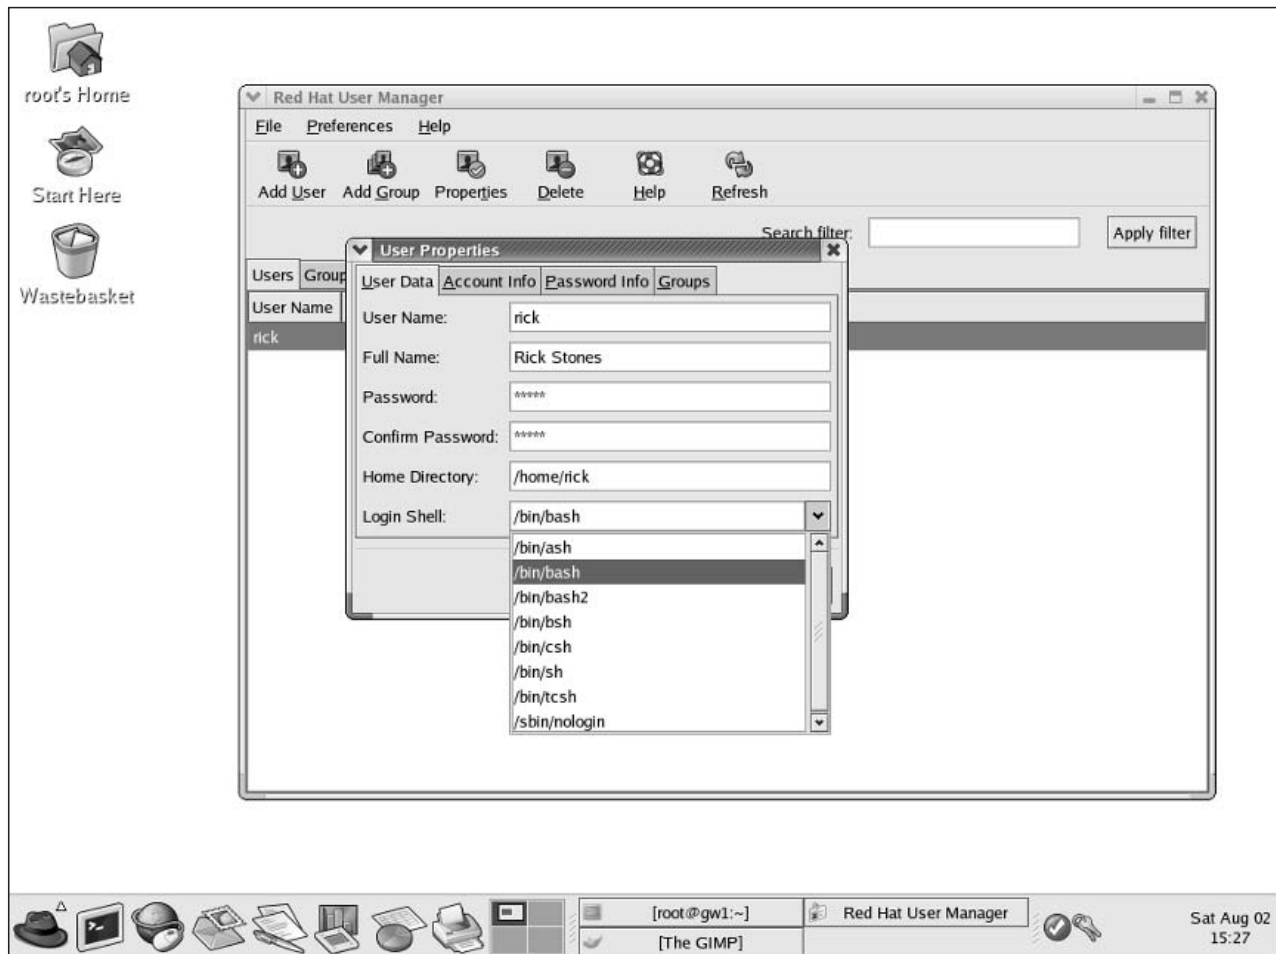 root's Home
Start Here
Wastebasket
Red Hat User Manager
File Preferences Help
Add User Add Group Properties Delete Help Refresh
Search filter: Apply filter
Users Group
User Name
rick
User Properties
User Data Account Info Password Info Groups
User Name: rick
Full Name: Rick Stones
Password: *****
Confirm Password: *****
Home Directory: /home/rick
Login Shell: /bin/bash
/bin/ash
/bin/bash
/bin/bash2
/bin/bsh
/bin/csh
/bin/sh
/bin/tcsh
/sbin/nologin
[root@gw1:~] Red Hat User Manager
[The GIMP]
Sat Aug 02
15:27